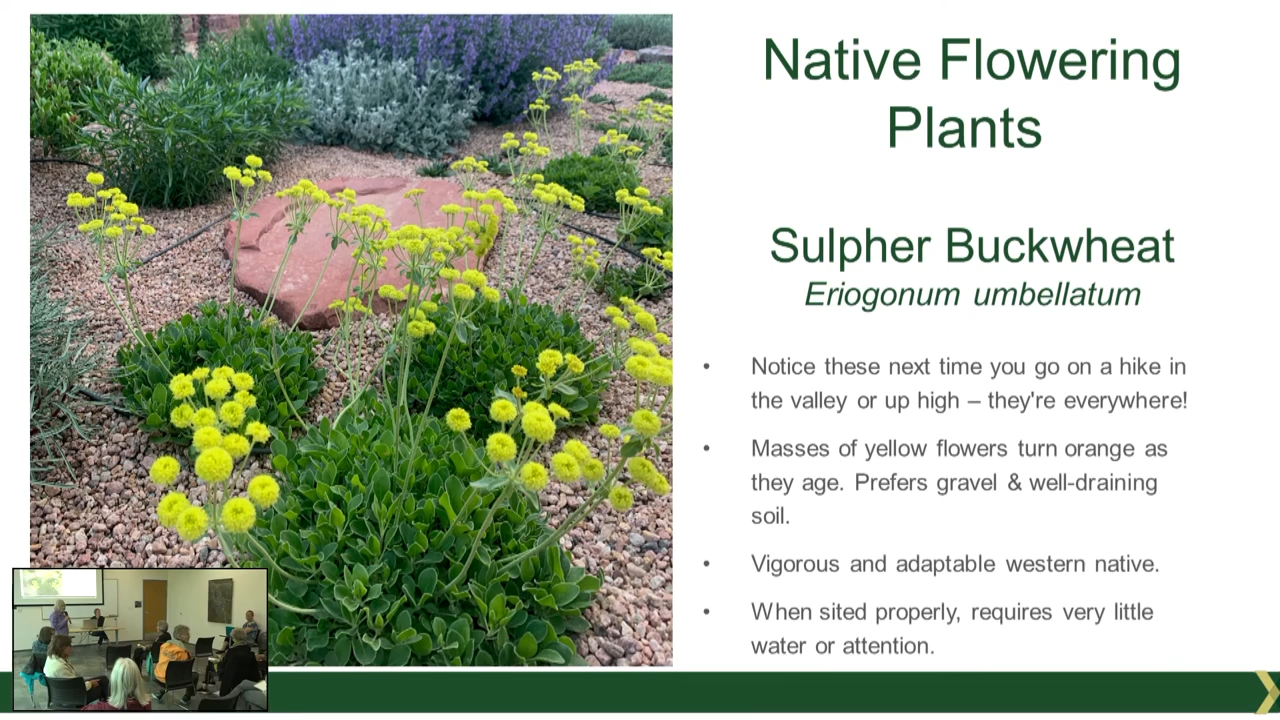 Native Flowering
Plants
Sulpher Buckwheat
Eriogonum umbellatum
• Notice these next time you go on a hike in
the valley or up high – they're everywhere!
• Masses of yellow flowers turn orange as
they age. Prefers gravel & well-draining
soil.
• Vigorous and adaptable western native.
• When sited properly, requires very little
water or attention.